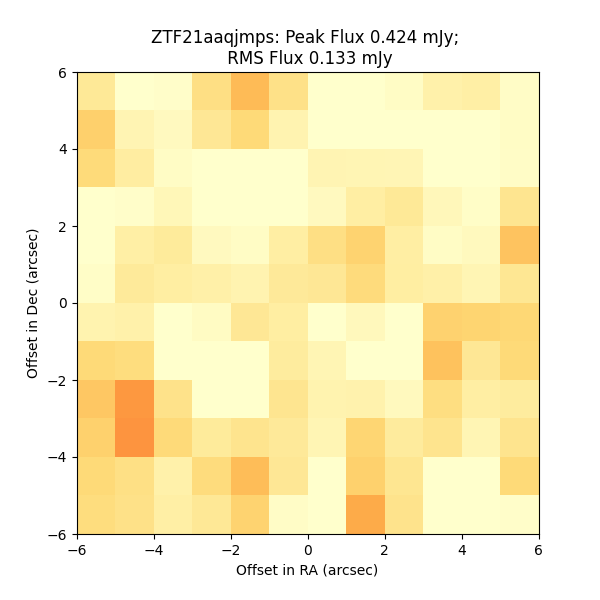 ZTF21aaqjmps: Peak Flux 0.424 mJy;
RMS Flux 0.133 mJy
6
4
2
0
−2
−4
−6
Offset in Dec (arcsec)
−6 −4 −2 0 2 4 6
Offset in RA (arcsec)